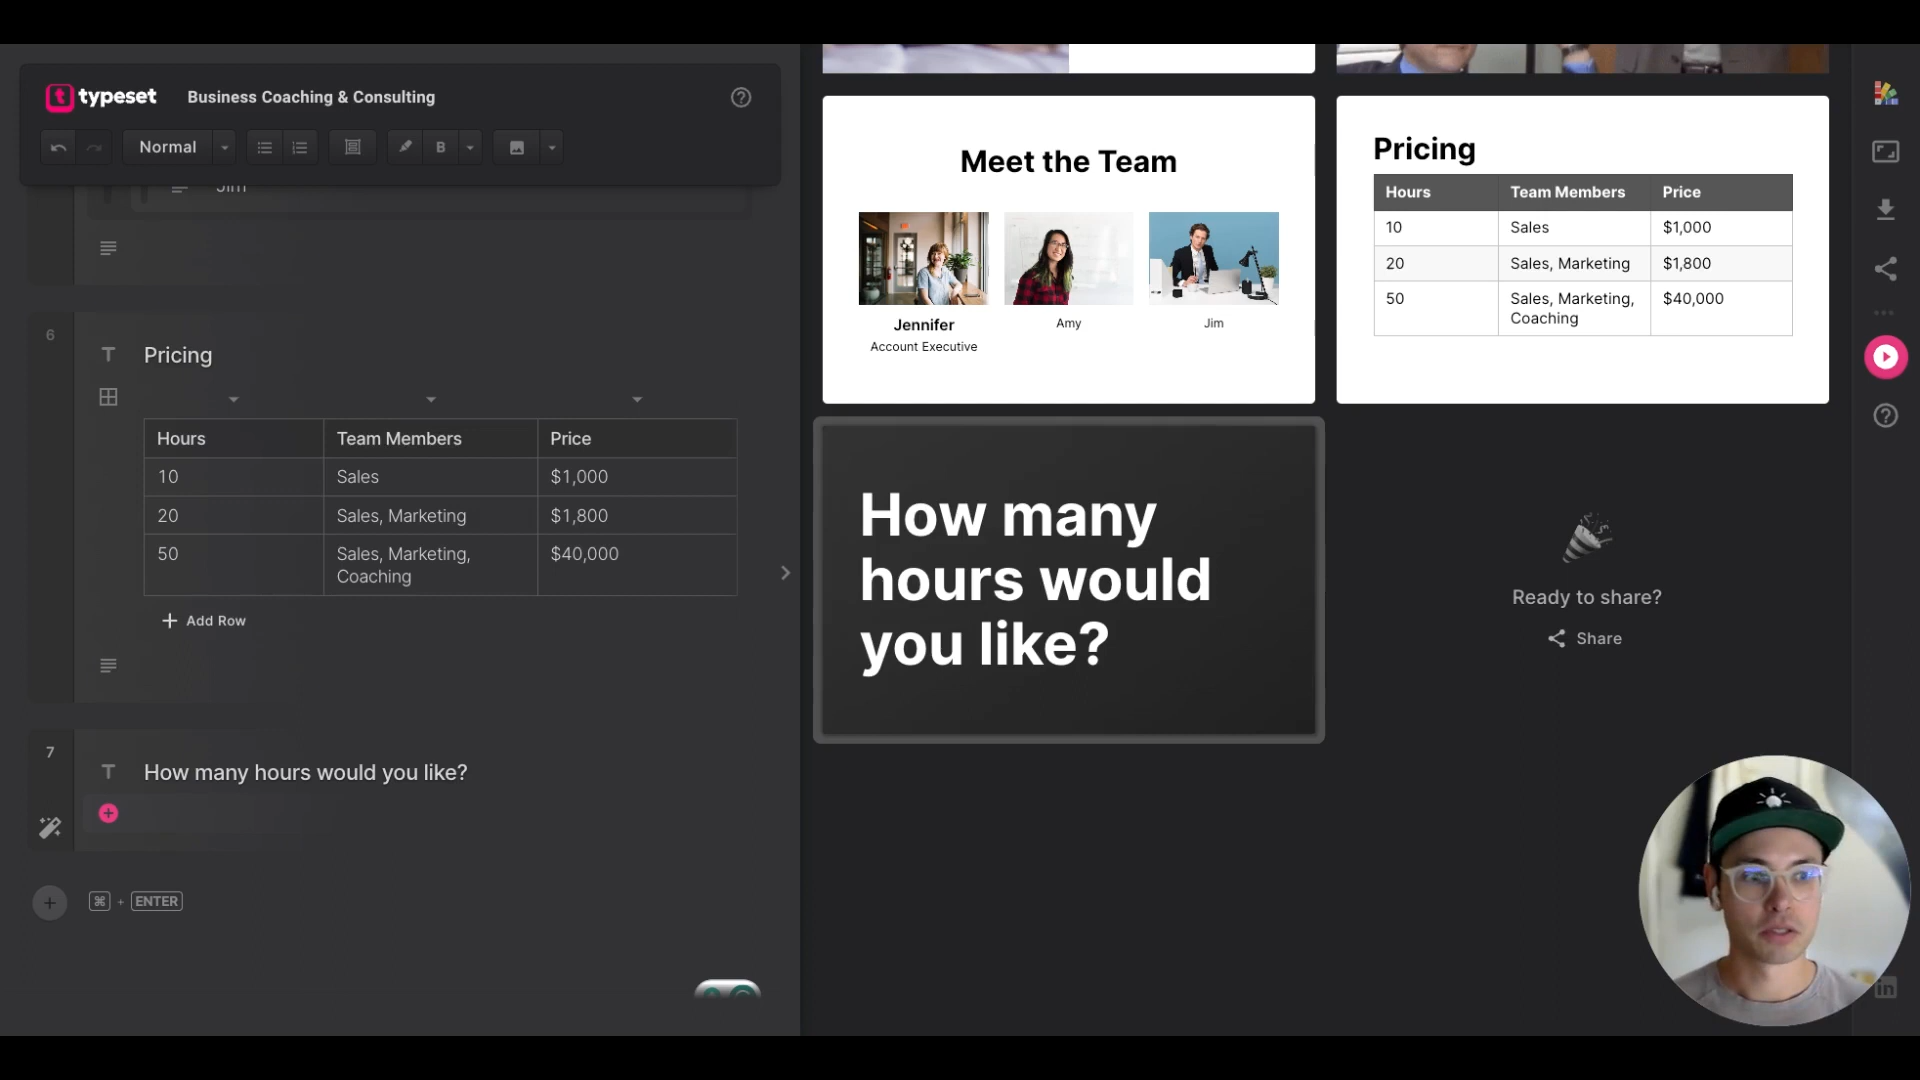 typeset
Business Coaching & Consulting
Normal
B
Jim
6
Pricing
Hours Team Members Price
10 Sales $1,000
20 Sales, Marketing $1,800
50 Sales, Marketing, $40,000
Coaching
Add Row
7
How many hours would you like?
⌘ + ENTER
Meet the Team
Jennifer
Account Executive
Amy
Jim
Pricing
Hours Team Members Price
10 Sales $1,000
20 Sales, Marketing $1,800
50 Sales, Marketing, $40,000
Coaching
How many
hours would
you like?
Ready to share?
Share
in